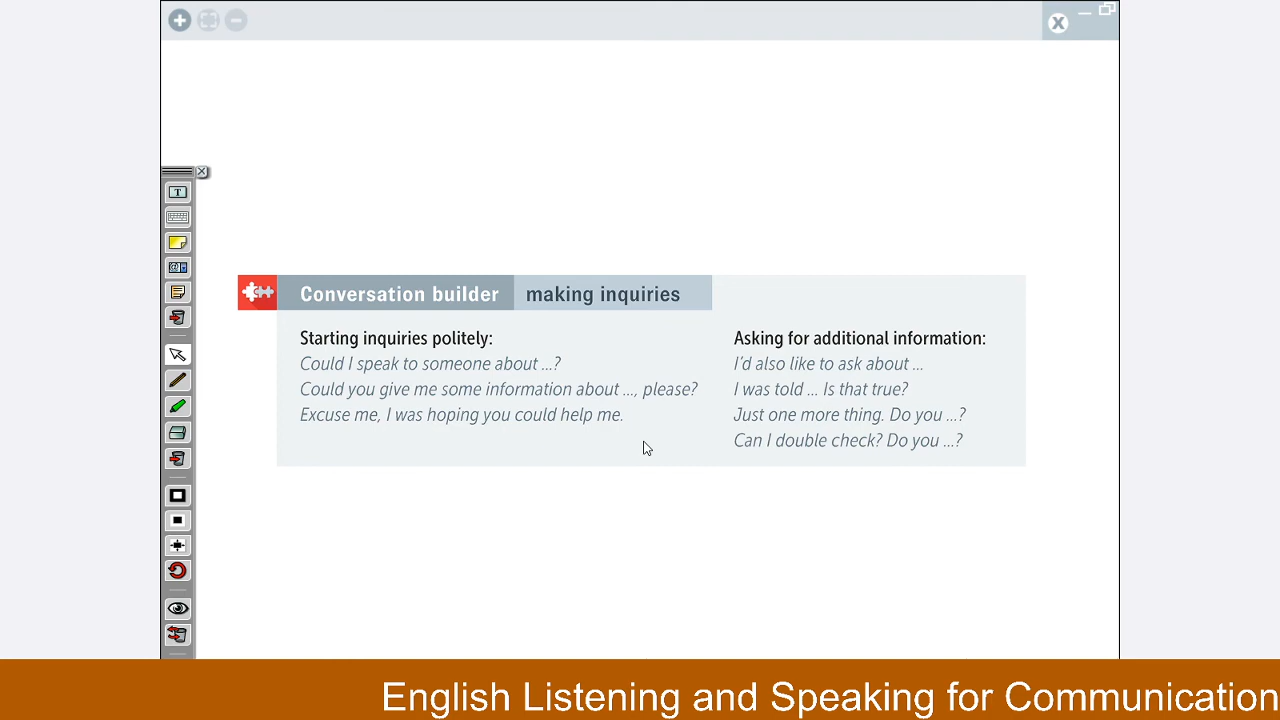 Conversation builder making inquiries
Starting inquiries politely:
Could I speak to someone about ...?
Could you give me some information about ..., please?
Excuse me, I was hoping you could help me.
Asking for additional information:
I'd also like to ask about ...
I was told ... Is that true?
Just one more thing. Do you ...?
Can I double check? Do you ...?
English Listening and Speaking for Communication